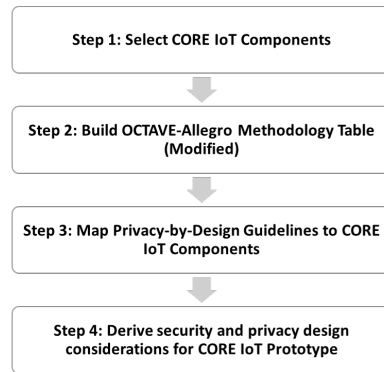 Step 1: Select CORE IoT Components
Step 2: Build OCTAVE-Allegro Methodology Table
(Modified)
Step 3: Map Privacy-by-Design Guidelines to CORE
IoT Components
Step 4: Derive security and privacy design
considerations for CORE IoT Prototype